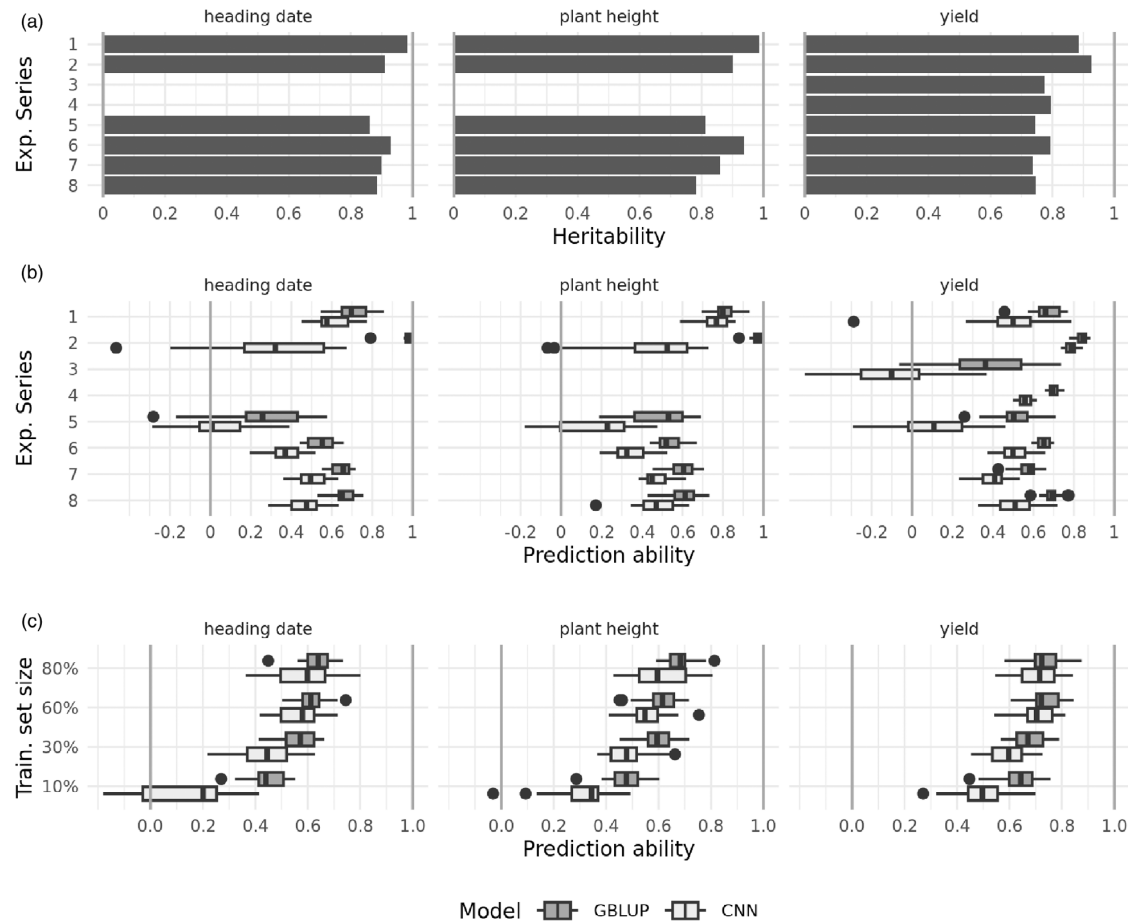 (a)
heading date plant height yield
Exp. Series
1
2
3
4
5
6
7
8
0 0.2 0.4 0.6 0.8 1 0 0.2 0.4 0.6 0.8 1 0 0.2 0.4 0.6 0.8 1
Heritability
(b)
heading date plant height yield
Exp. Series
1
2
3
4
5
6
7
8
-0.2 0 0.2 0.4 0.6 0.8 1 -0.2 0 0.2 0.4 0.6 0.8 1 -0.2 0 0.2 0.4 0.6 0.8 1
Prediction ability
(c)
heading date plant height yield
Train. set size
80%
60%
30%
10%
0.0 0.2 0.4 0.6 0.8 1.0 0.0 0.2 0.4 0.6 0.8 1.0 0.0 0.2 0.4 0.6 0.8 1.0
Prediction ability
Model GBLUP CNN